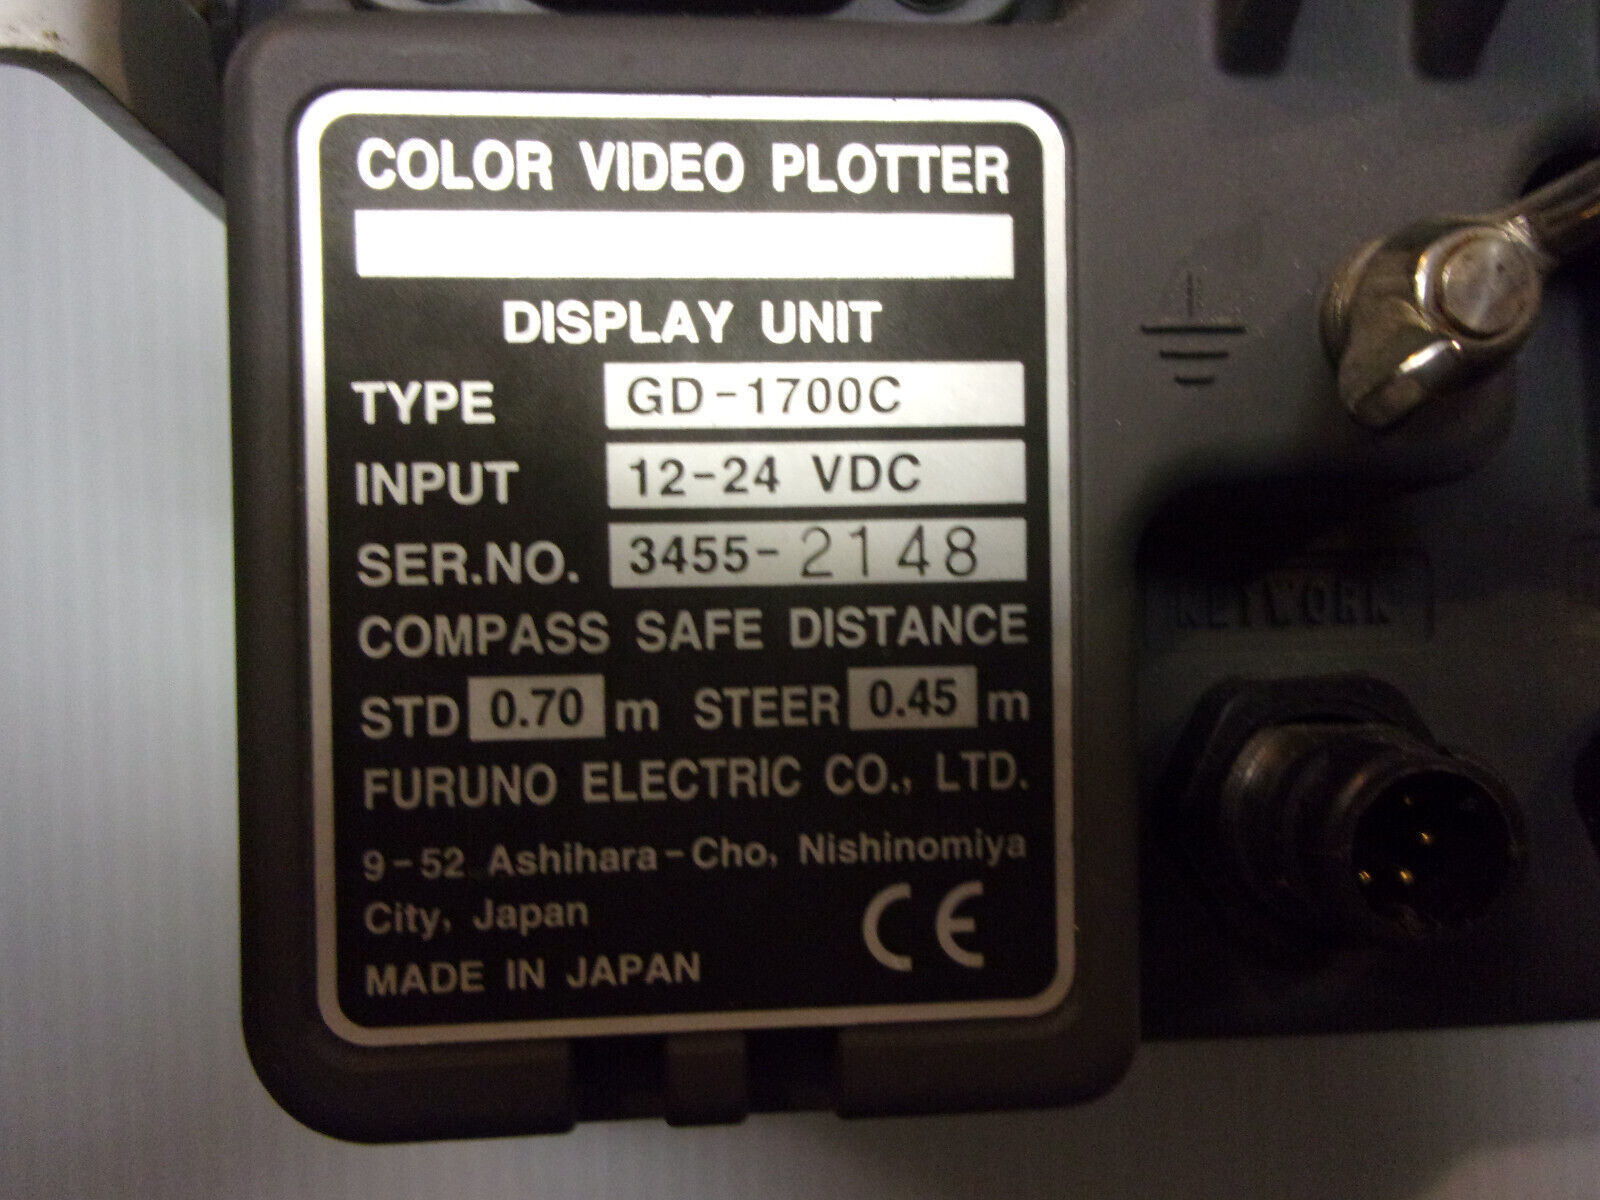 COLOR VIDEO PLOTTER
DISPLAY UNIT
TYPE GD-1700C
INPUT 12-24 VDC
SER.NO. 3455-2148
COMPASS SAFE DISTANCE
STD 0.70 m STEER 0.45 m
FURUNO ELECTRIC CO., LTD.
9-52 Ashihara-Cho, Nishinomiya
City, Japan
CE
MADE IN JAPAN
NETWORK